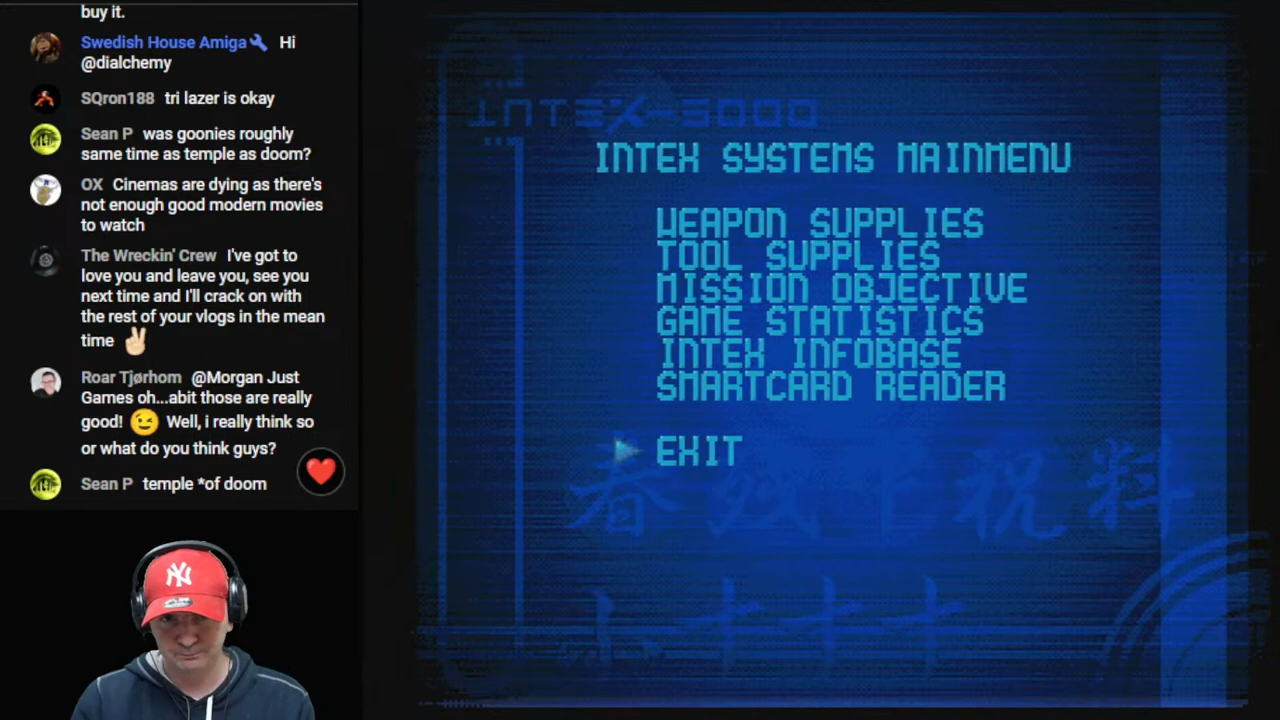 buy it.
Swedish House Amiga Hi
@dialchemy
SQron188 tri lazer is okay
Sean P was goonies roughly
same time as temple as doom?
OX Cinemas are dying as there's
not enough good modern movies
to watch
The Wreckin' Crew I've got to
love you and leave you, see you
next time and I'll crack on with
the rest of your vlogs in the mean
time ✌🏻
Roar Tjørhom @Morgan Just
Games oh...abit those are really
good! 😉 Well, i really think so
or what do you think guys?
Sean P temple *of doom
NY
INTEX-5000
INTEX SYSTEMS MAINMENU
WEAPON SUPPLIES
TOOL SUPPLIES
MISSION OBJECTIVE
GAME STATISTICS
INTEX INFOBASE
SMARTCARD READER
EXIT